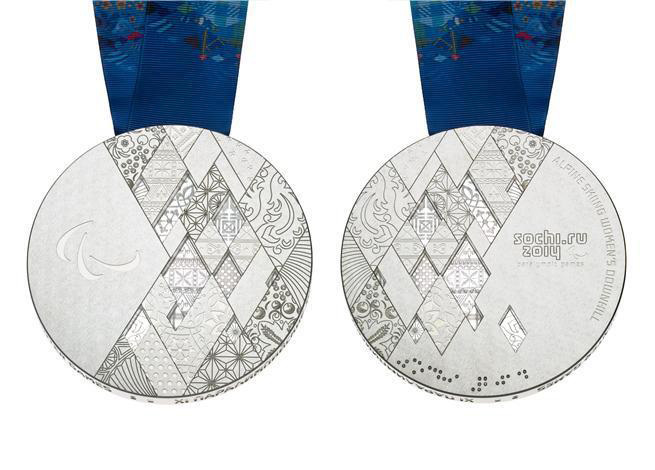 sochi.ru
2014
paralympic games
ALPINE SKIING WOMEN'S DOWNHILL